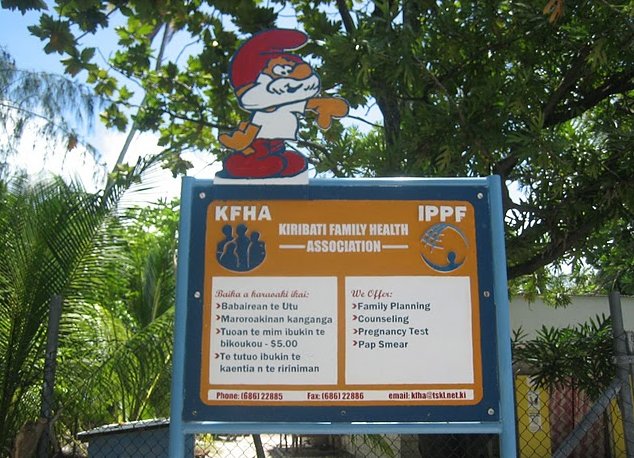 KFHA
IPPF
KIRIBATI FAMILY HEALTH
ASSOCIATION
Baika a karaoaki ikai:
Babairean te Utu
Maroroakinan kanganga
Tuoan te mim ibukin te
bikoukou - $5.00
Te tutuo ibukin te
kaentia n te ririniman
We Offer:
Family Planning
Counseling
Pregnancy Test
Pap Smear
Phone: (686) 22885 Fax: (686) 22886 email: kfha@tskl.net.ki